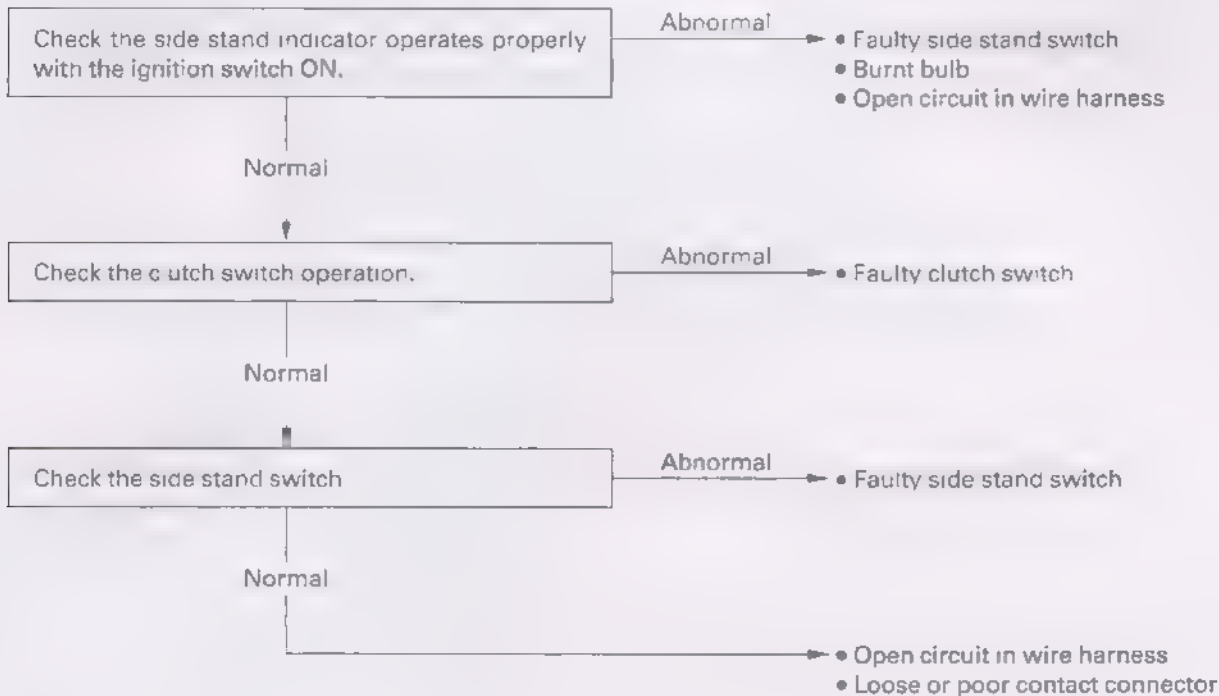 Check the side stand indicator operates properly
with the ignition switch ON.
Abnormal
• Faulty side stand switch
• Burnt bulb
• Open circuit in wire harness
Normal
Check the c utch switch operation.
Abnormal
• Faulty clutch switch
Normal
Check the side stand switch
Abnormal
• Faulty side stand switch
Normal
• Open circuit in wire harness
• Loose or poor contact connector